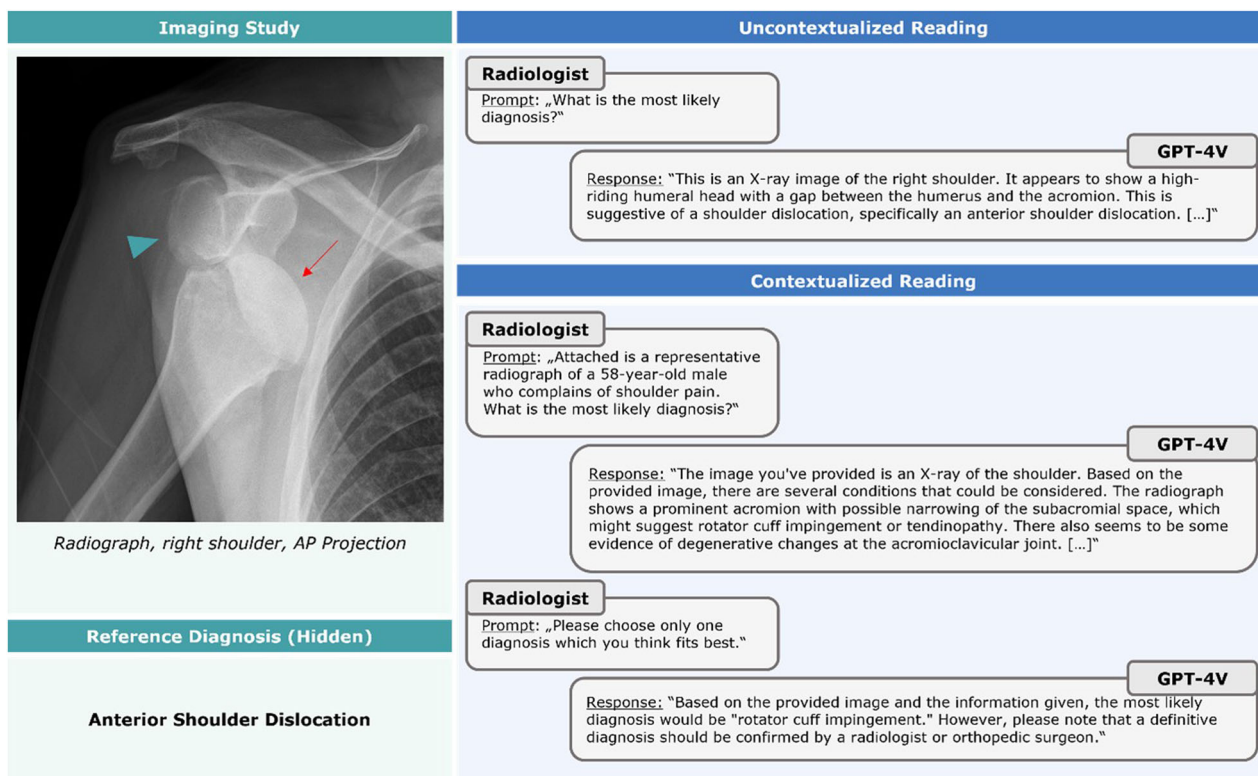 Imaging Study
Radiograph, right shoulder, AP Projection
Reference Diagnosis (Hidden)
Anterior Shoulder Dislocation
Uncontextualized Reading
Radiologist
Prompt: „What is the most likely
diagnosis?“
GPT-4V
Response: “This is an X-ray image of the right shoulder. It appears to show a high-
riding humeral head with a gap between the humerus and the acromion. This is
suggestive of a shoulder dislocation, specifically an anterior shoulder dislocation. […]“
Contextualized Reading
Radiologist
Prompt: „Attached is a representative
radiograph of a 58-year-old male
who complains of shoulder pain.
What is the most likely diagnosis?“
GPT-4V
Response: “The image you've provided is an X-ray of the shoulder. Based on the
provided image, there are several conditions that could be considered. The radiograph
shows a prominent acromion with possible narrowing of the subacromial space, which
might suggest rotator cuff impingement or tendinopathy. There also seems to be some
evidence of degenerative changes at the acromioclavicular joint. […]“
Radiologist
Prompt: „Please choose only one
diagnosis which you think fits best.“
GPT-4V
Response: “Based on the provided image and the information given, the most likely
diagnosis would be "rotator cuff impingement." However, please note that a definitive
diagnosis should be confirmed by a radiologist or orthopedic surgeon.“